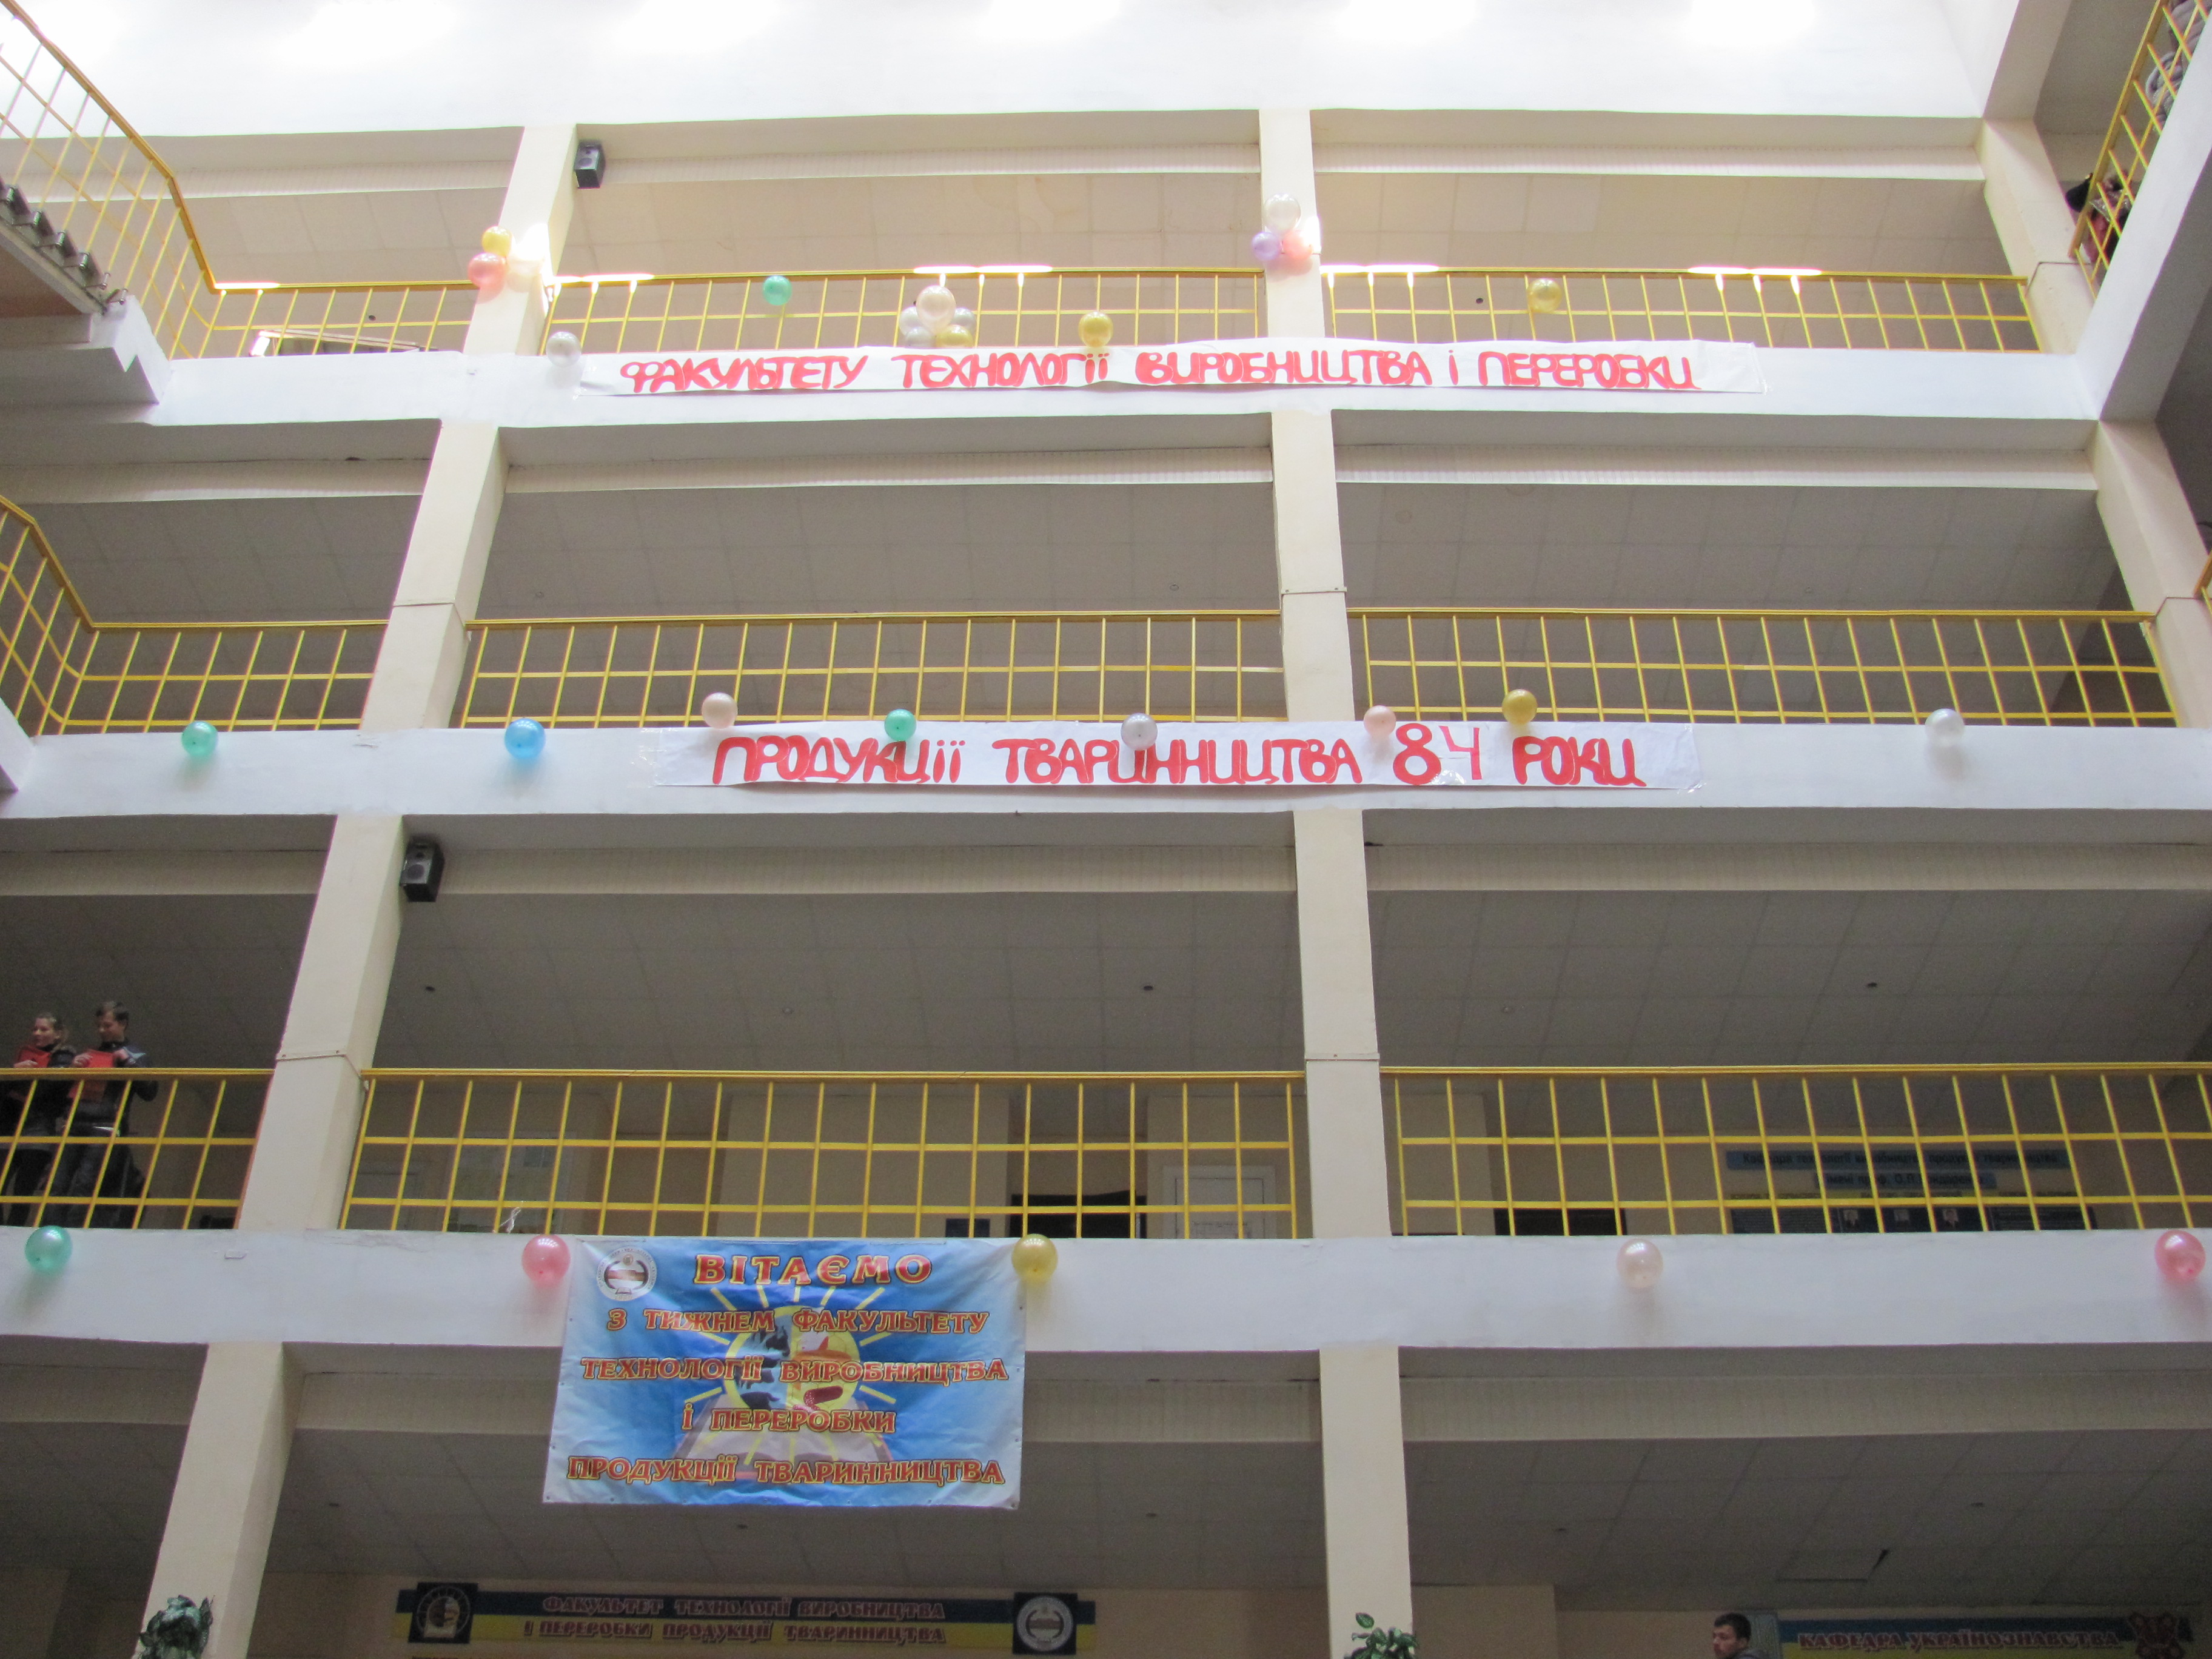 ФАКУЛЬТЕТУ ТЕХНОЛОГІЇ ВИРОБНИЦТВА І ПЕРЕРОБКИ
ПРОДУКЦІЇ ТВАРИННИЦТВА 84 РОКИ
ВІТАЄМО
З ТИЖНЕМ ФАКУЛЬТЕТУ
ТЕХНОЛОГІЇ ВИРОБНИЦТВА
І ПЕРЕРОБКИ
ПРОДУКЦІЇ ТВАРИННИЦТВА
ФАКУЛЬТЕТ ТЕХНОЛОГІЇ ВИРОБНИЦТВА
І ПЕРЕРОБКИ ПРОДУКЦІЇ ТВАРИННИЦТВА
КАФЕДРА УКРАЇНОЗНАВСТВА